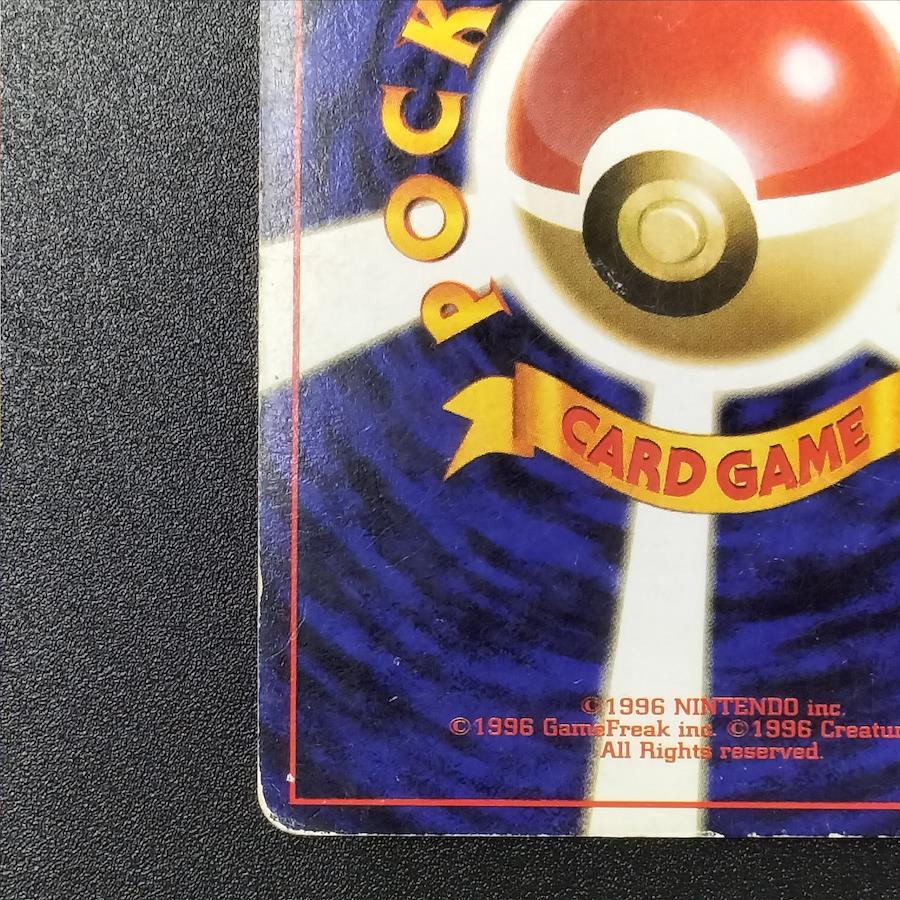 POCK
CARD GAME
©1996 NINTENDO inc.
©1996 GameFreak inc. ©1996 Creatur
All Rights reserved.